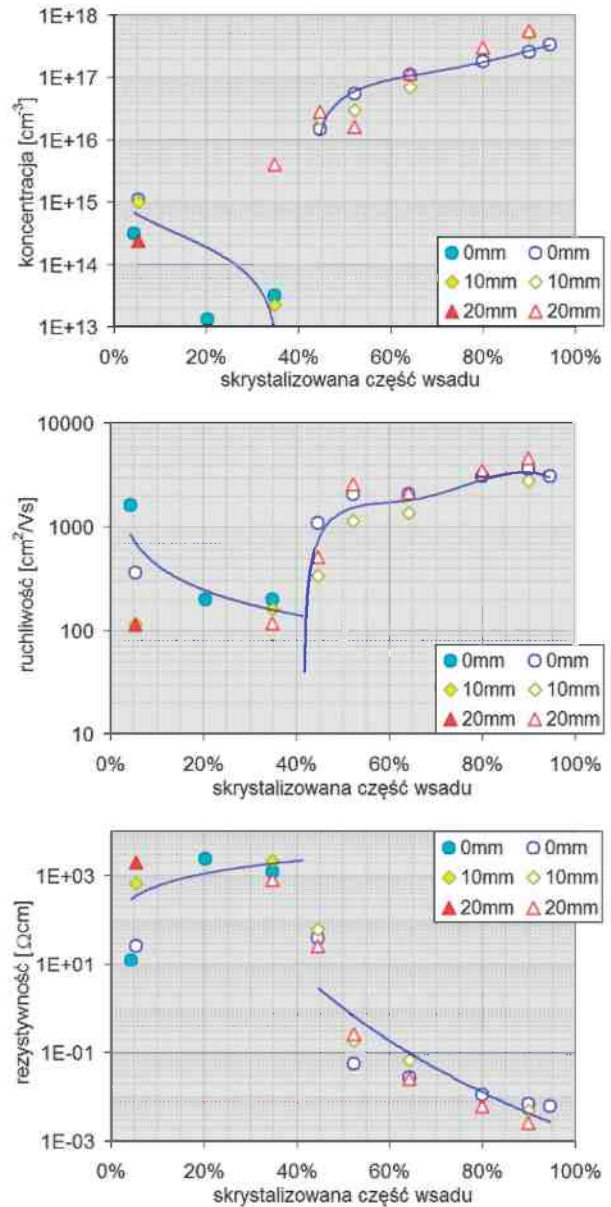 koncentracja [cm-3]
1E+18
1E+17
1E+16
1E+15
1E+14
1E+13
0mm 0mm
10mm 10mm
20mm 20mm
0% 20% 40% 60% 80% 100%
skrystalizowana część wsadu
ruchliwość [cm2/Vs]
10000
1000
100
10
0mm 0mm
10mm 10mm
20mm 20mm
0% 20% 40% 60% 80% 100%
skrystalizowana część wsadu
rezystywność [Ωcm]
1E+03
1E+01
1E-01
1E-03
0mm 0mm
10mm 10mm
20mm 20mm
0% 20% 40% 60% 80% 100%
skrystalizowana część wsadu